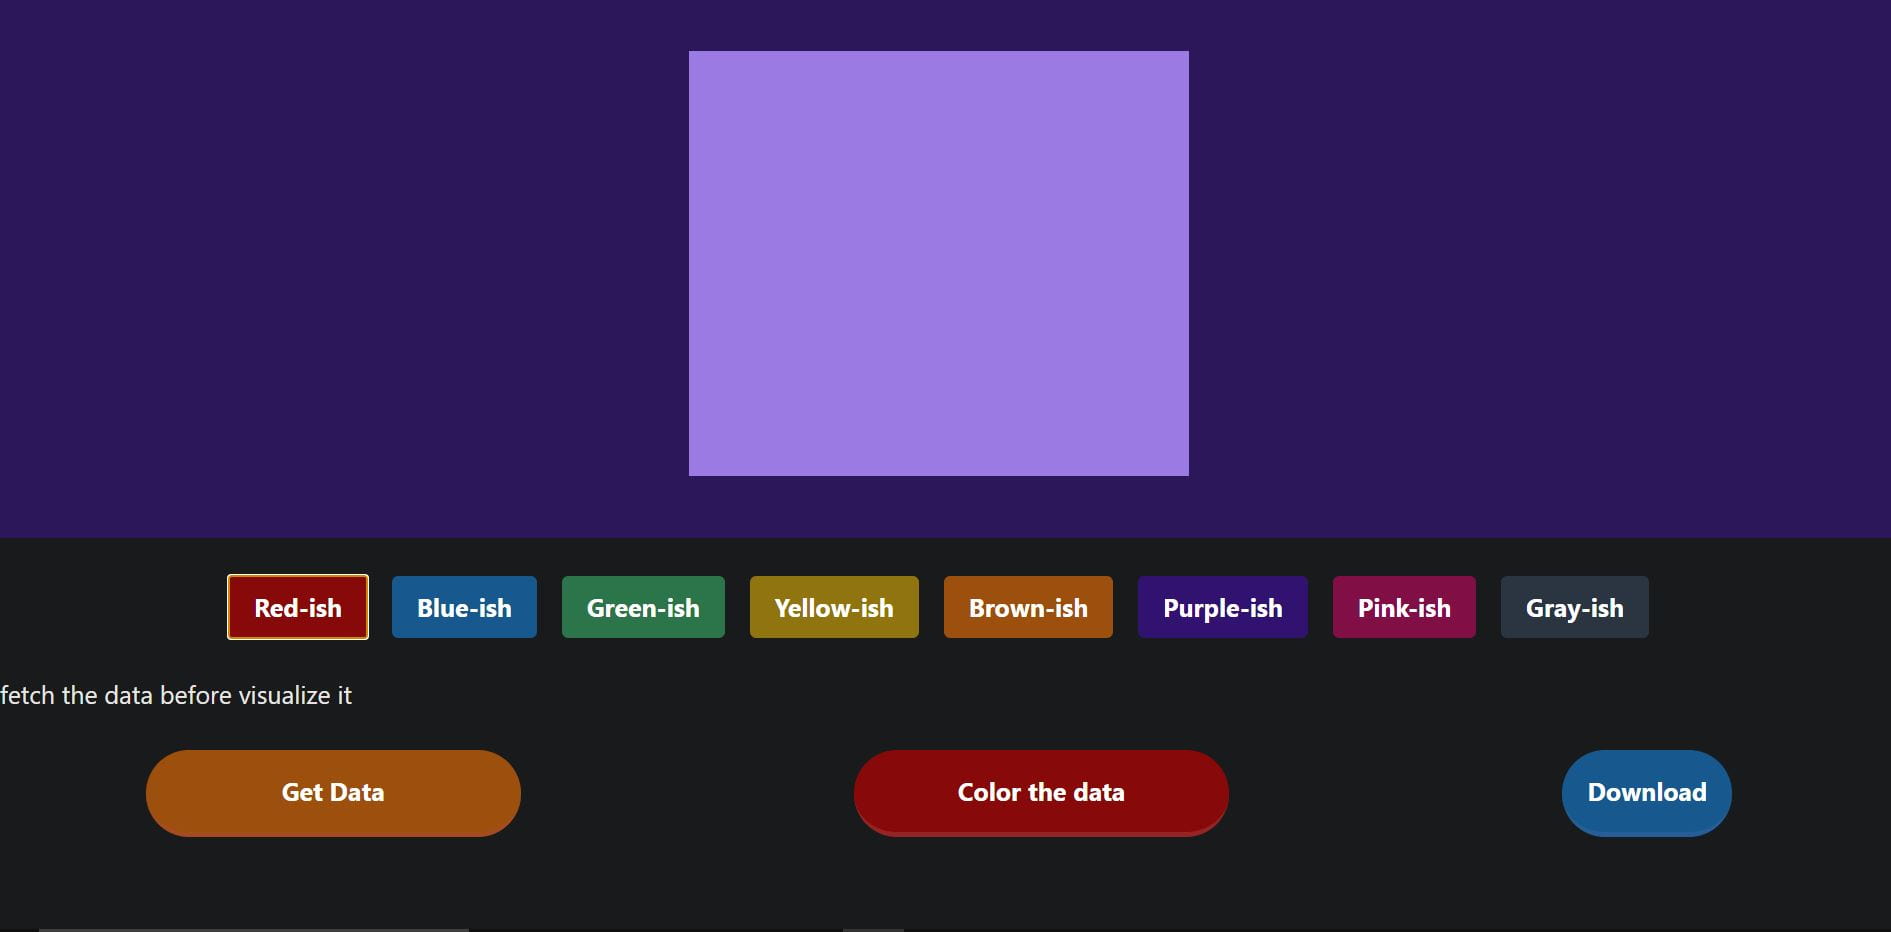 Red-ish Blue-ish Green-ish Yellow-ish Brown-ish Purple-ish Pink-ish Gray-ish
fetch the data before visualize it
Get Data Color the data Download